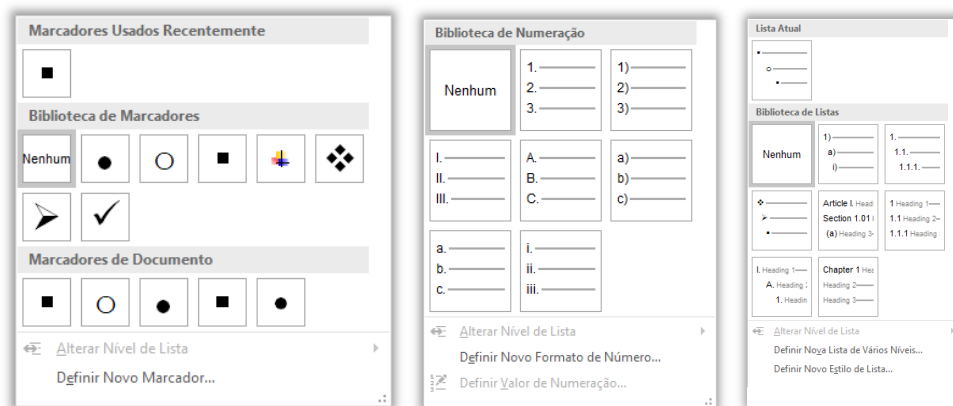 Marcadores Usados Recentemente
Biblioteca de Marcadores
Nenhum
Marcadores de Documento
Alterar Nível de Lista
Definir Novo Marcador...
Biblioteca de Numeração
Nenhum
1.
2.
3.
1)
2)
3)
I.
II.
III.
A.
B.
C.
a)
b)
c)
a.
b.
c.
i.
ii.
iii.
Alterar Nível de Lista
Definir Novo Formato de Número...
Definir Valor de Numeração...
Lista Atual
Biblioteca de Listas
Nenhum
1)
a)
i)
1.
1.1.
1.1.1.
Article I. Head
Section 1.01
(a) Heading 3
1 Heading 1
1.1 Heading 2
1.1.1 Heading
I. Heading 1
A. Heading
1. Headin
Chapter 1 Hea
Heading 2
Heading 3
Alterar Nível de Lista
Definir Nova Lista de Vários Níveis...
Definir Novo Estilo de Lista...